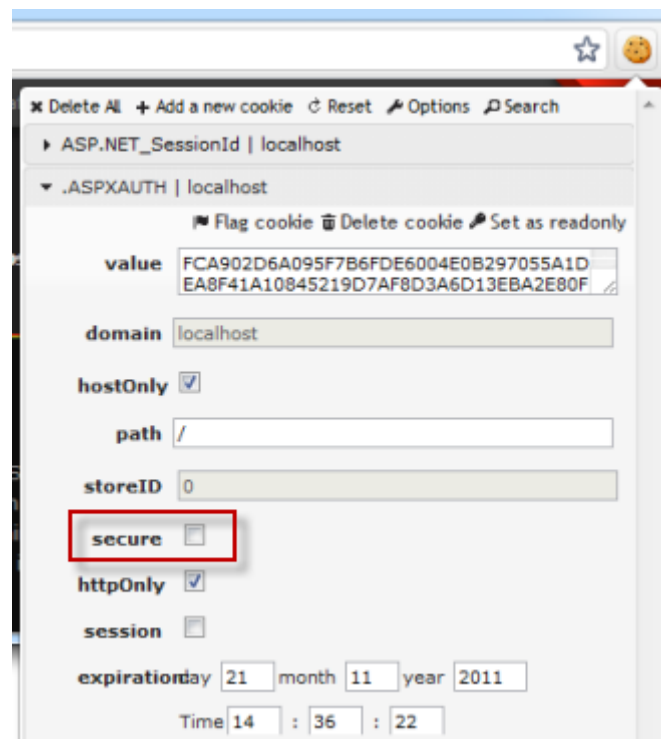 Delete All Add a new cookie Reset Options Search
ASP.NET_SessionId | localhost
.ASPXAUTH | localhost
Flag cookie Delete cookie Set as readonly
value FCA902D6A095F7B6FDE6004E0B297055A1D
EA8F41A10845219D7AF8D3A6D13EBA2E80F
domain localhost
hostOnly
path /
storeID 0
secure
httpOnly
session
expiration day 21 month 11 year 2011
Time 14 : 36 : 22